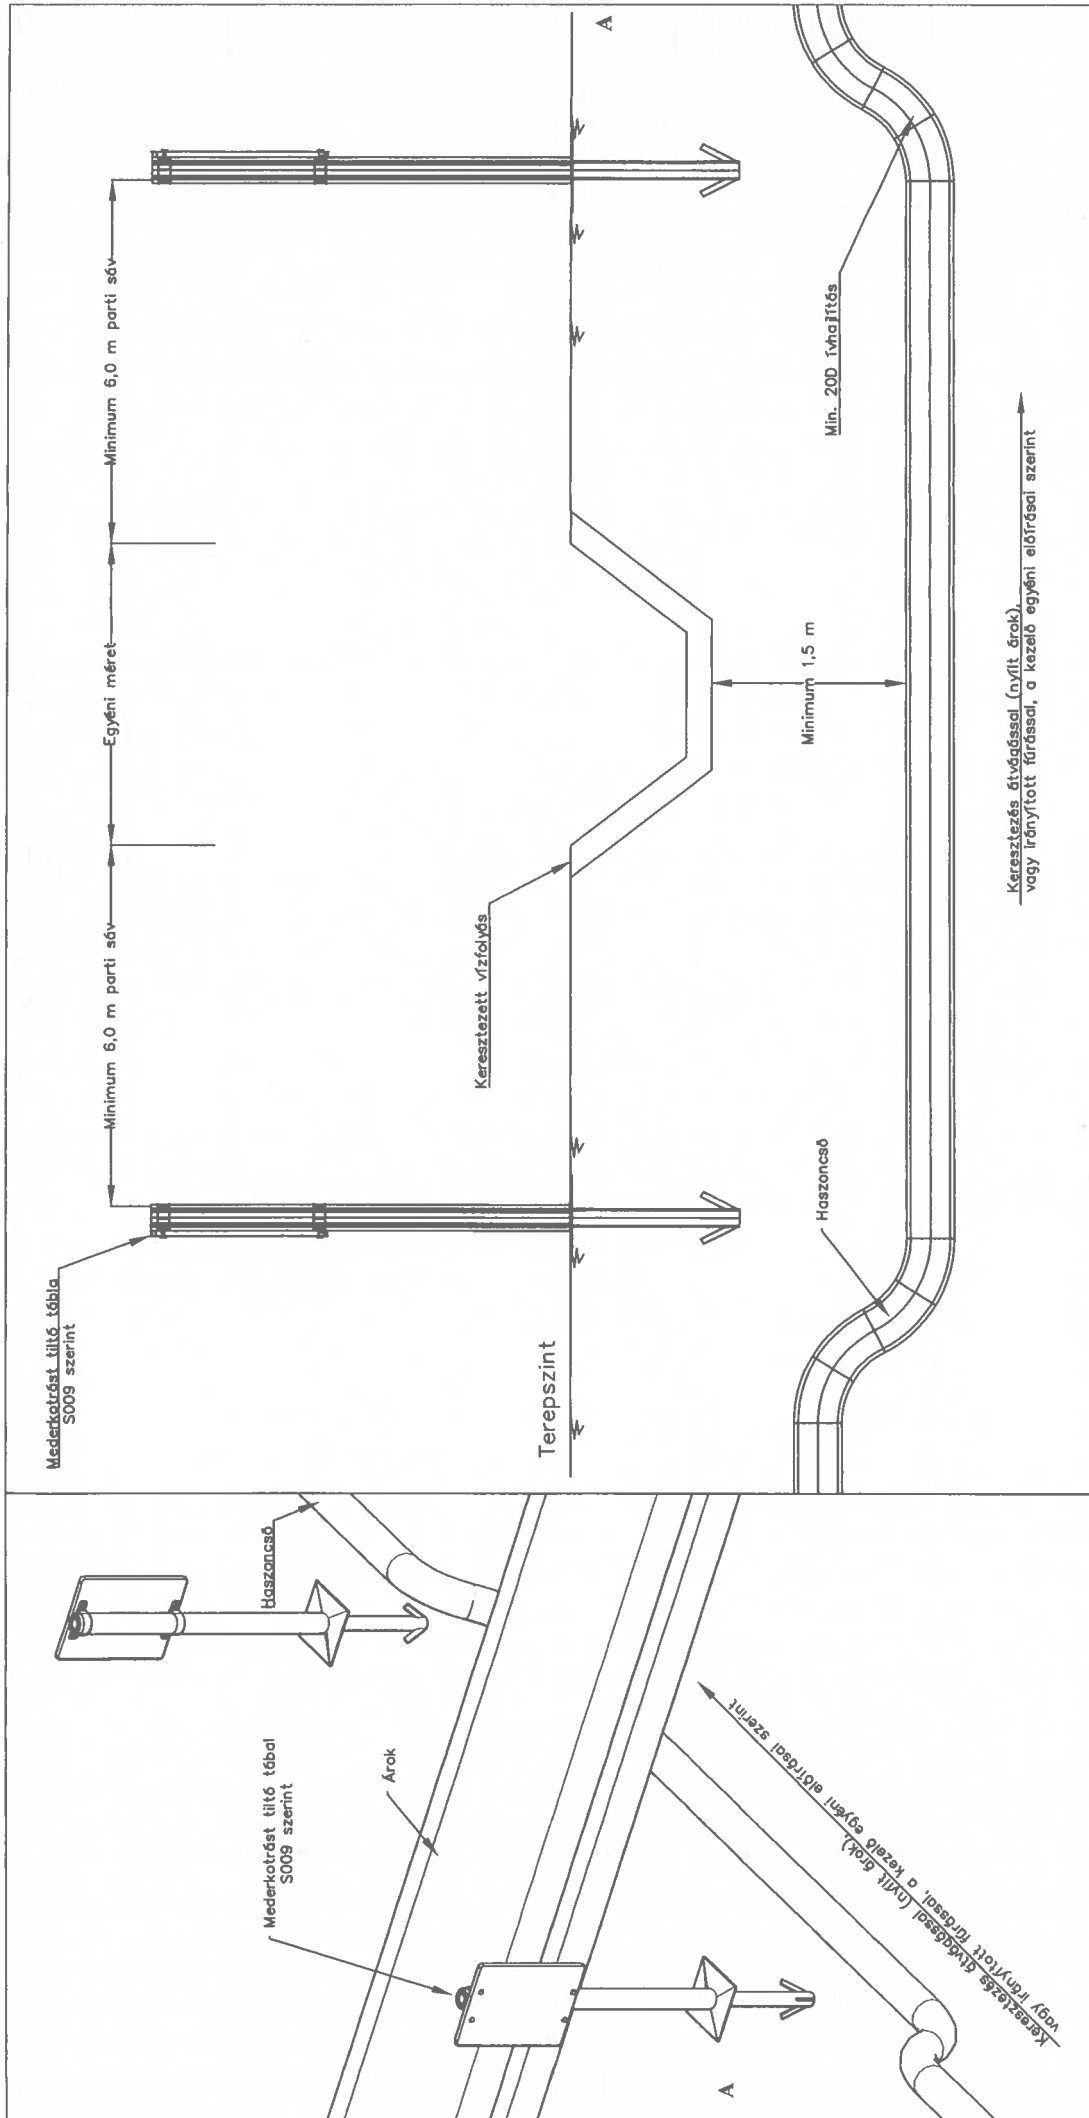 Mederkotrást tiltó tábal
S009 szerint
Árok
Haszoncső
A
Keresztezés átvágással (nyílt árok),
vagy irányított fúrással, a kezelő egyéni előírásai szerint
Mederkotrást tiltó tábla
S009 szerint
Minimum 6,0 m parti sáv
Egyéni méret
Minimum 6,0 m parti sáv
Keresztezett vízfolyás
Terepszint
A
Minimum 1,5 m
Haszoncső
Min. 20D ívhajlítás
Keresztezés átvágással (nyílt árok),
vagy irányított fúrással, a kezelő egyéni előírásai szerint